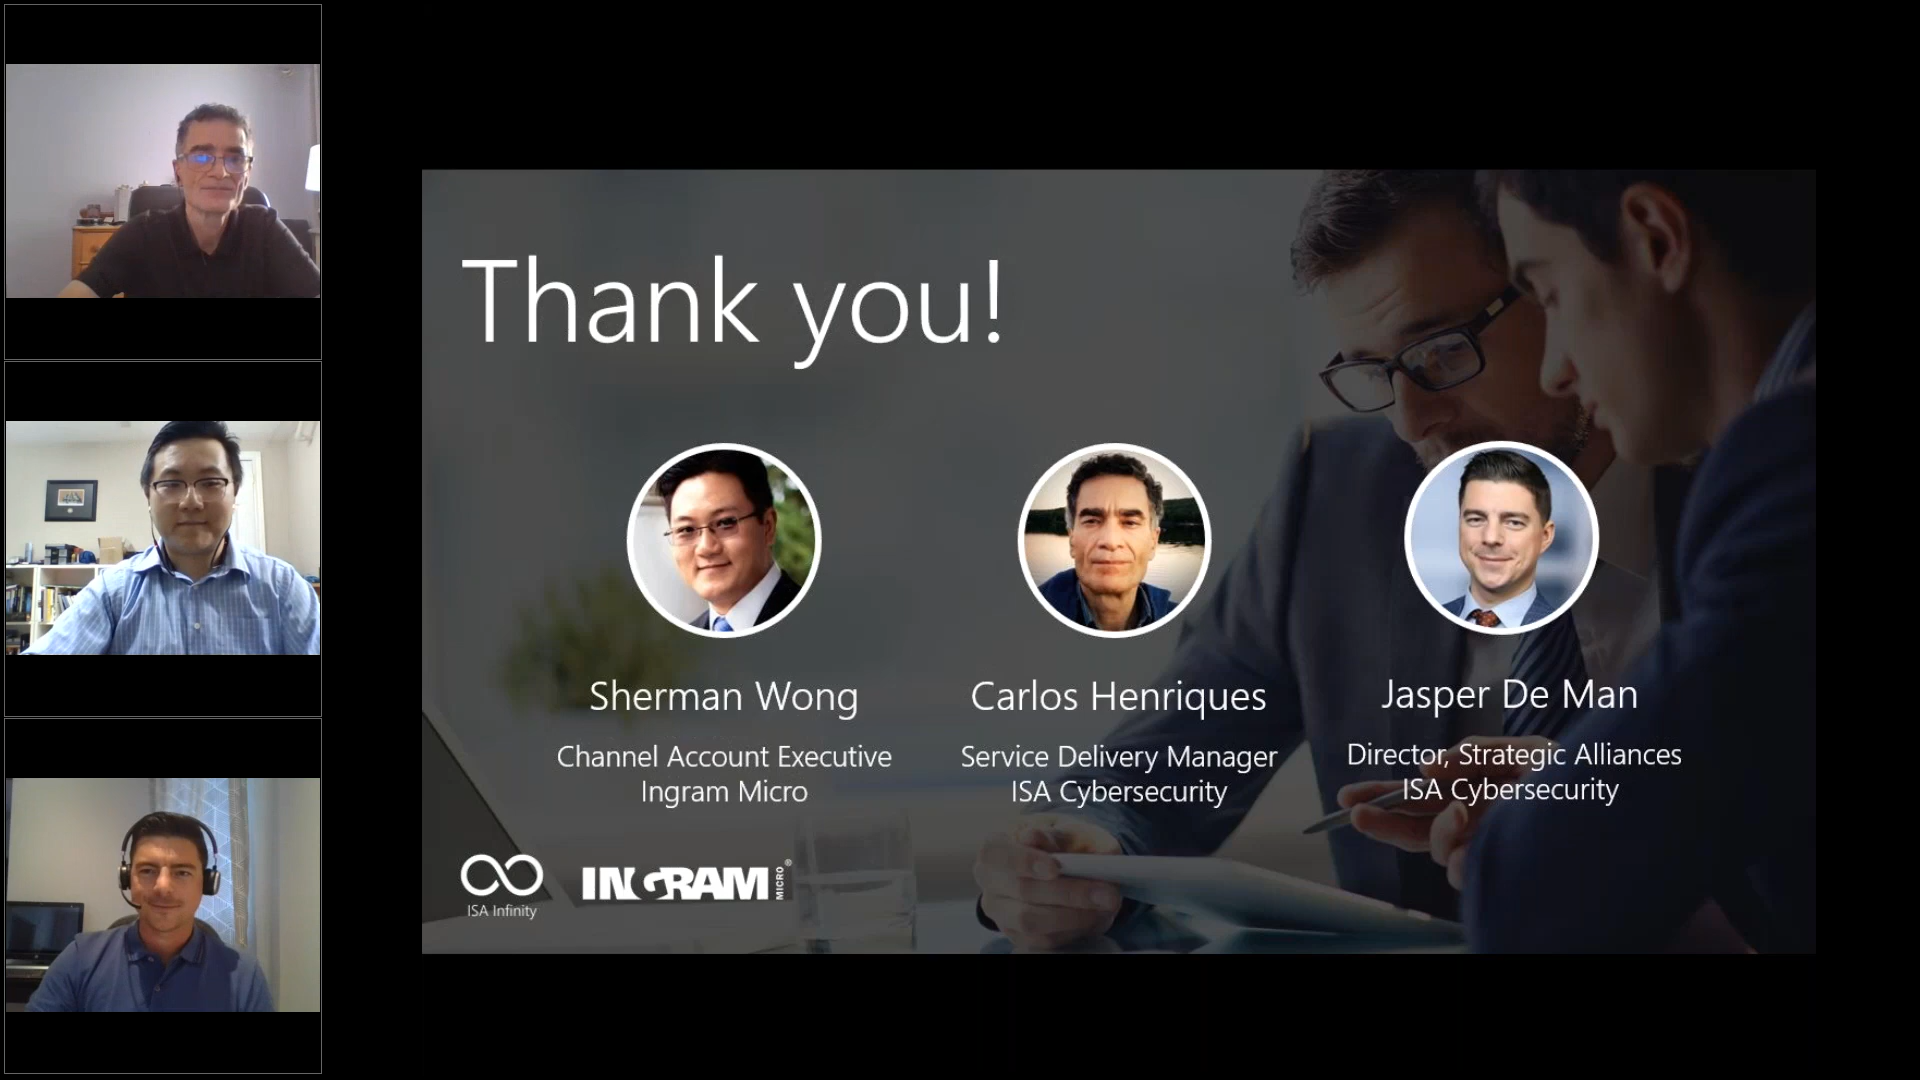 Thank you!
Sherman Wong
Channel Account Executive
Ingram Micro
Carlos Henriques
Service Delivery Manager
ISA Cybersecurity
Jasper De Man
Director, Strategic Alliances
ISA Cybersecurity
ISA Infinity
INGRAM MICRO®